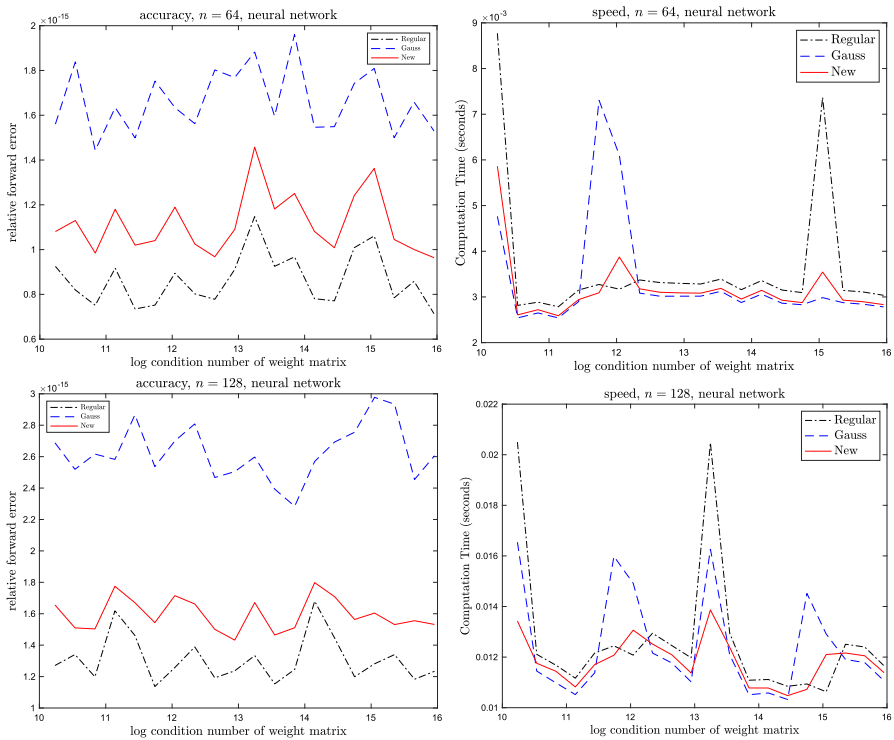 accuracy, n = 64, neural network
×10⁻¹⁵
2
1.8
1.6
1.4
1.2
1
0.8
0.6
10 11 12 13 14 15 16
relative forward error
log condition number of weight matrix
Regular
Gauss
New
speed, n = 64, neural network
×10⁻³
9
8
7
6
5
4
3
2
10 11 12 13 14 15 16
Computation Time (seconds)
log condition number of weight matrix
Regular
Gauss
New
accuracy, n = 128, neural network
×10⁻¹⁵
3
2.8
2.6
2.4
2.2
2
1.8
1.6
1.4
1.2
1
10 11 12 13 14 15 16
relative forward error
log condition number of weight matrix
Regular
Gauss
New
speed, n = 128, neural network
0.022
0.02
0.018
0.016
0.014
0.012
0.01
10 11 12 13 14 15 16
Computation Time (seconds)
log condition number of weight matrix
Regular
Gauss
New